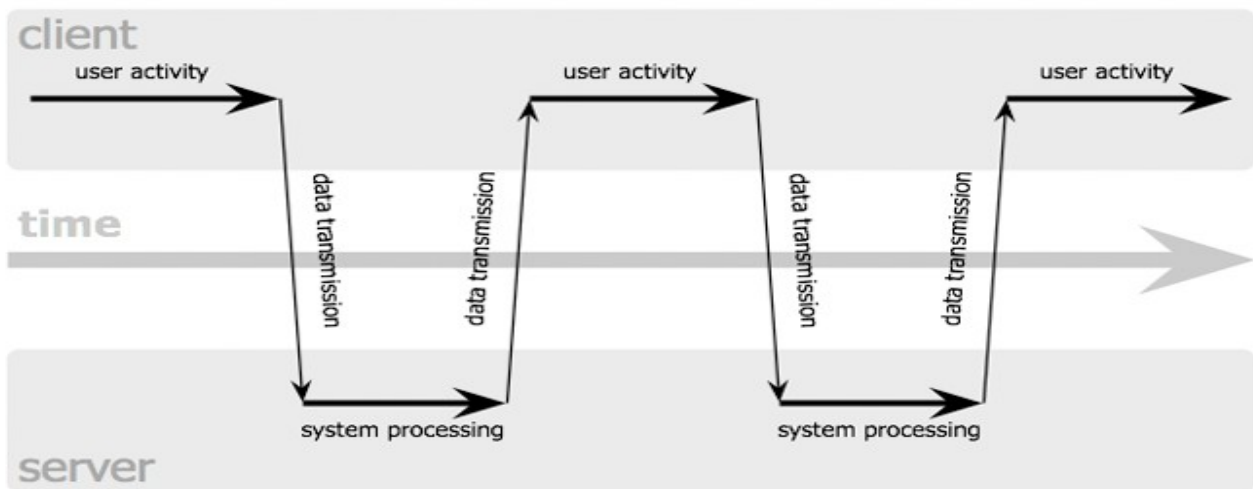 client
user activity
user activity
user activity
data transmission
data transmission
data transmission
data transmission
time
system processing
system processing
server